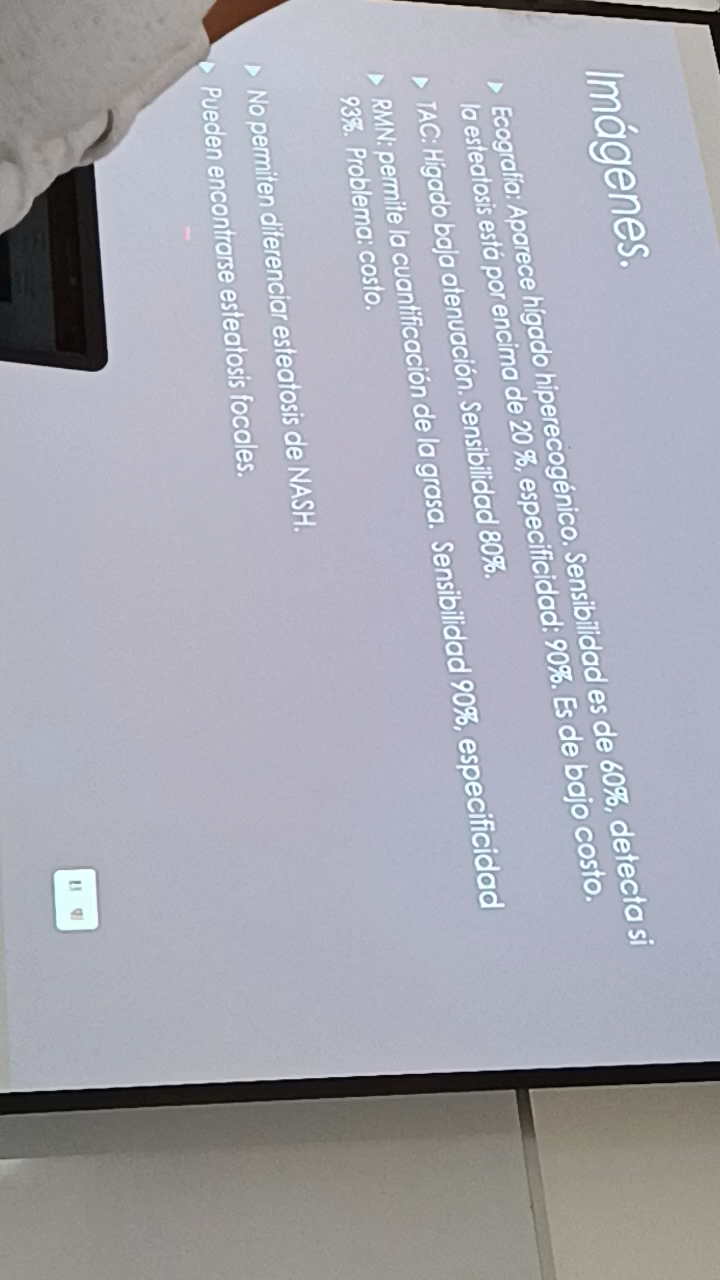 Imágenes.
Ecografía: Aparece hígado hiperecogénico. Sensibilidad es de 60%, detecta si
la esteatosis está por encima de 20 %, especificidad: 90%. Es de bajo costo.
TAC: Hígado baja atenuación. Sensibilidad 80%.
RMN: permite la cuantificación de la grasa. Sensibilidad 90%, especificidad
93%. Problema: costo.
No permiten diferenciar esteatosis de NASH.
Pueden encontrarse esteatosis focales.